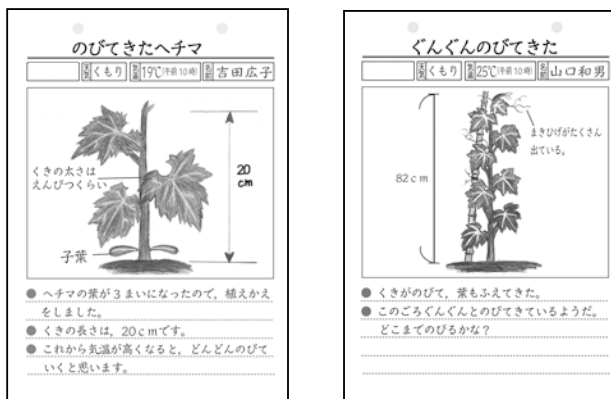 のびてきたヘチマ
天気 くもり 気温 19℃(午前10時) 名前 吉田広子
くきの太さは
えんぴつくらい
20
cm
子葉
● ヘチマの葉が3まいになったので，植えかえ
をしました。
● くきの長さは，20cmです。
● これから気温が高くなると，どんどんのびて
いくと思います。
ぐんぐんのびてきた
天気 くもり 気温 25℃(午前10時) 名前 山口和男
まきひげがたくさん
出ている。
82cm
● くきがのびて，葉もふえてきた。
● このごろぐんぐんとのびてきているようだ。
どこまでのびるかな？